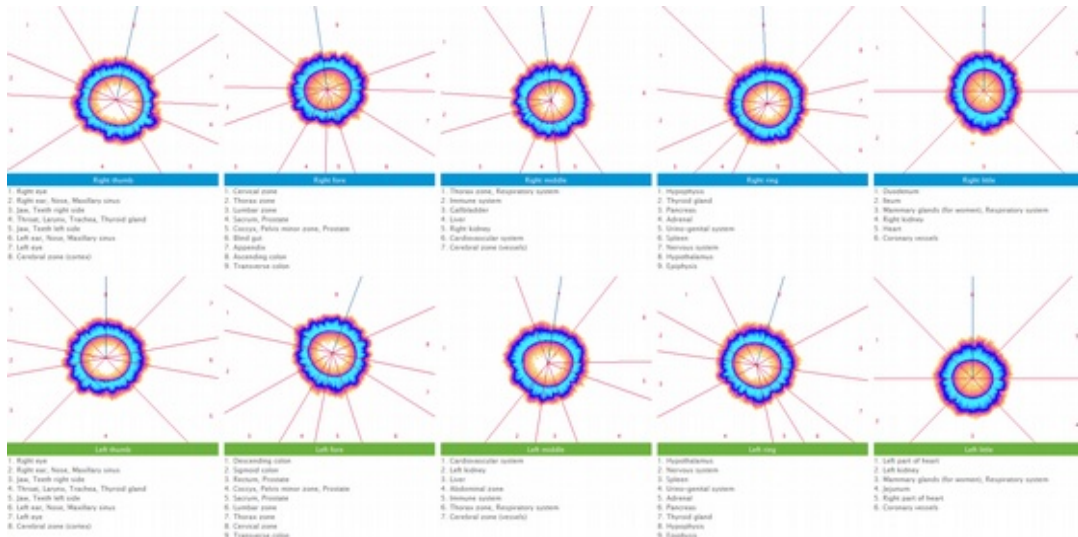 Right thumb
1. Right eye
2. Right ear, Nose, Maxillary sinus
3. Jaw, Teeth right side
4. Throat, Larunx, Trachea, Thyroid gland
5. Jaw, Teeth left side
6. Left ear, Nose, Maxillary sinus
7. Left eye
8. Cerebral zone (cortex)
Right fore
1. Cervical zone
2. Thorax zone
3. Lumbar zone
4. Sacrum, Prostate
5. Coccys, Pelvis minor zone, Prostate
6. Blind gut
7. Appendix
8. Ascending colon
9. Transverse colon
Right middle
1. Thorax zone, Respiratory system
2. Immune system
3. Gallbladder
4. Liver
5. Right kidney
6. Cardiovascular system
7. Cerebral zone (vessels)
Right ring
1. Hypophysis
2. Thyroid gland
3. Pancreas
4. Adrenal
5. Urino-genital system
6. Spleen
7. Nervous system
8. Hypothalamus
9. Epiphysis
Right little
1. Duodenum
2. Ileum
3. Mammary glands (for women), Respiratory system
4. Right kidney
5. Heart
6. Coronary vessels
Left thumb
1. Right eye
2. Right ear, Nose, Maxillary sinus
3. Jaw, Teeth right side
4. Throat, Larunx, Trachea, Thyroid gland
5. Jaw, Teeth left side
6. Left ear, Nose, Maxillary sinus
7. Left eye
8. Cerebral zone (cortex)
Left fore
1. Descending colon
2. Sigmoid colon
3. Rectum, Prostate
4. Coccys, Pelvis minor zone, Prostate
5. Sacrum, Prostate
6. Lumbar zone
7. Thorax zone
8. Cervical zone
9. Transverse colon
Left middle
1. Cardiovascular system
2. Left kidney
3. Liver
4. Abdominal zone
5. Immune system
6. Thorax zone, Respiratory system
7. Cerebral zone (vessels)
Left ring
1. Hypothalamus
2. Nervous system
3. Spleen
4. Urino-genital system
5. Adrenal
6. Pancreas
7. Thyroid gland
8. Hypophysis
9. Epiphysis
Left little
1. Left part of heart
2. Left kidney
3. Mammary glands (for women), Respiratory system
4. Jejunum
5. Right part of heart
6. Coronary vessels